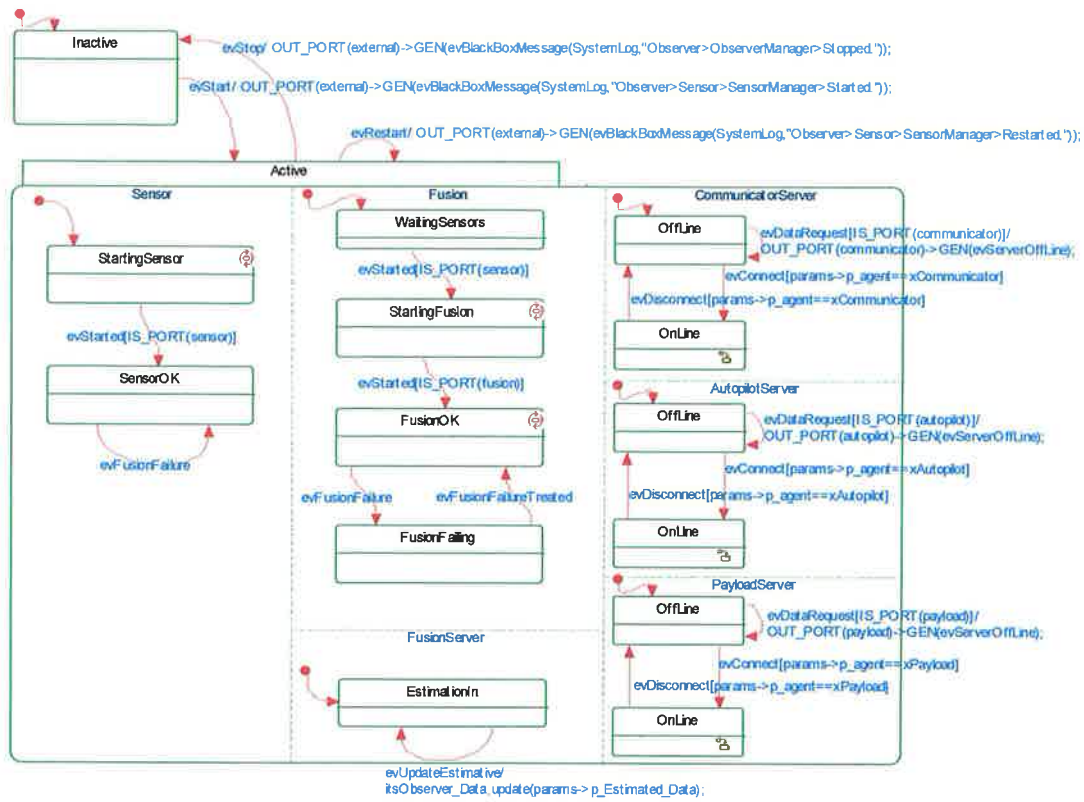 Inactive
evStop/ OUT_PORT(external)->GEN(evBlackBoxMessage(SystemLog,"Observer>ObserverManager>Stopped."));
evStart/ OUT_PORT(external)->GEN(evBlackBoxMessage(SystemLog,"Observer>Sensor>SensorManager>Started."));
evRestart/ OUT_PORT(external)->GEN(evBlackBoxMessage(SystemLog,"Observer>Sensor>SensorManager>Restarted."));
Active
Sensor
StartingSensor
evStarted[IS_PORT(sensor)]
SensorOK
evFusionFailure
Fusion
WaitingSensors
evStarted[IS_PORT(sensor)]
StartingFusion
evStarted[IS_PORT(fusion)]
FusionOK
evFusionFailure
evFusionFailureTreated
FusionFailing
FusionServer
EstimationIn
evUpdateEstimative/
itsObserver_Data.update(params->p_Estimated_Data);
CommunicatorServer
OffLine
evDataRequest[IS_PORT(communicator)]/
OUT_PORT(communicator)->GEN(evServerOffLine);
evConnect[params->p_agent==xCommunicator]
evDisconnect[params->p_agent==xCommunicator]
OnLine
AutopilotServer
OffLine
evDataRequest[IS_PORT(autopilot)]/
OUT_PORT(autopilot)->GEN(evServerOffLine);
evConnect[params->p_agent==xAutopilot]
evDisconnect[params->p_agent==xAutopilot]
OnLine
PayloadServer
OffLine
evDataRequest[IS_PORT(payload)]/
OUT_PORT(payload)->GEN(evServerOffLine);
evConnect[params->p_agent==xPayload]
evDisconnect[params->p_agent==xPayload]
OnLine